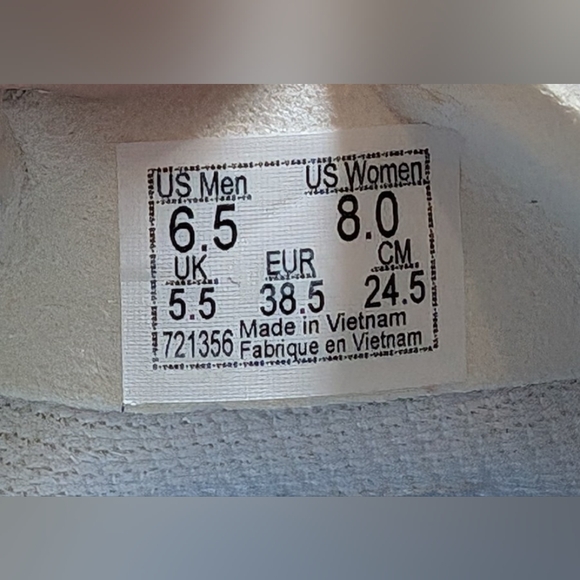 US Men US Women
6.5 8.0
UK EUR CM
5.5 38.5 24.5
721356 Made in Vietnam
Fabrique en Vietnam